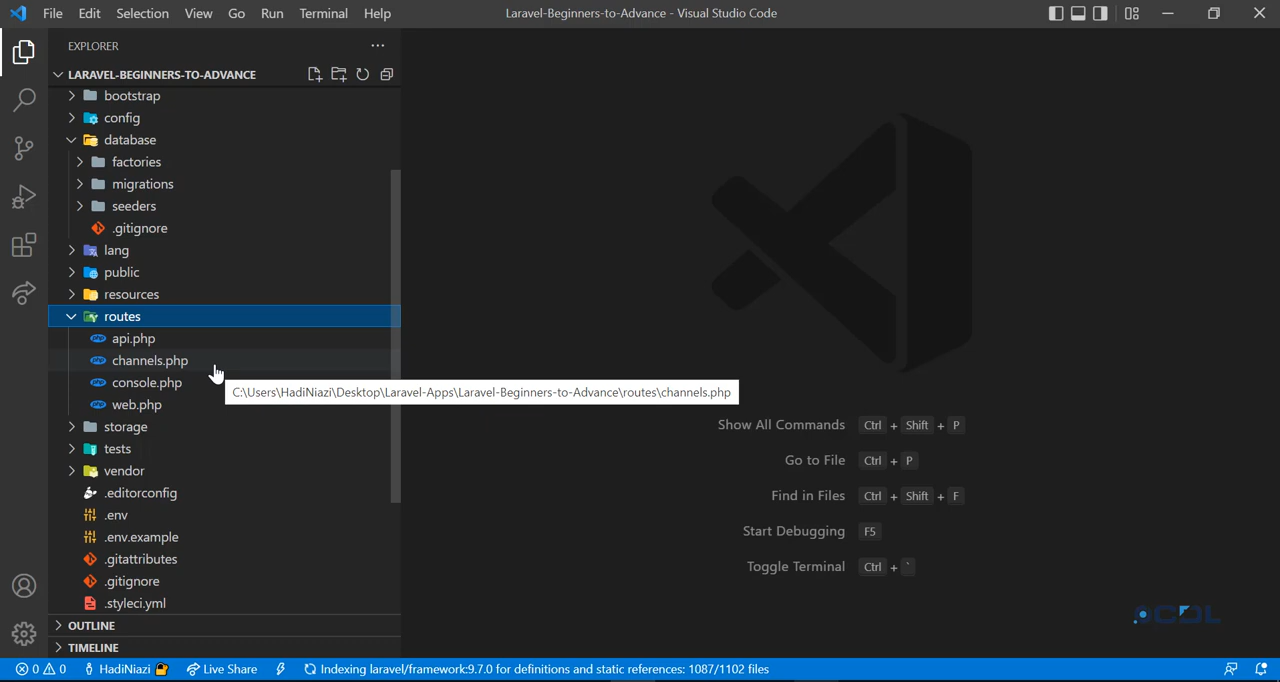 File Edit Selection View Go Run Terminal Help
Laravel-Beginners-to-Advance - Visual Studio Code
EXPLORER
LARAVEL-BEGINNERS-TO-ADVANCE
bootstrap
config
database
factories
migrations
seeders
.gitignore
lang
public
resources
routes
php api.php
php channels.php
php console.php
C:\Users\HadiNiazi\Desktop\Laravel-Apps\Laravel-Beginners-to-Advance\routes\channels.php
php web.php
storage
tests
vendor
.editorconfig
.env
.env.example
.gitattributes
.gitignore
.styleci.yml
OUTLINE
TIMELINE
Show All Commands Ctrl + Shift + P
Go to File Ctrl + P
Find in Files Ctrl + Shift + F
Start Debugging F5
Toggle Terminal Ctrl + `
0 0 HadiNiazi Live Share Indexing laravel/framework:9.7.0 for definitions and static references: 1087/1102 files